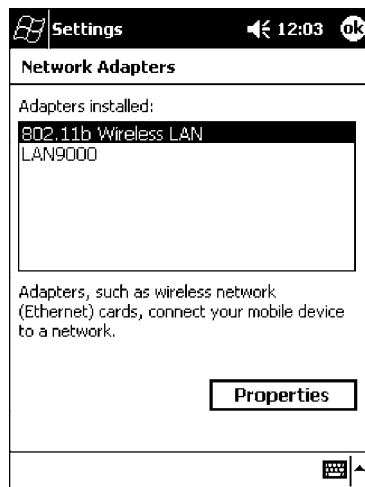 Settings 12:03 ok
Network Adapters
Adapters installed:
802.11b Wireless LAN
LAN9000
Adapters, such as wireless network
(Ethernet) cards, connect your mobile device
to a network.
Properties